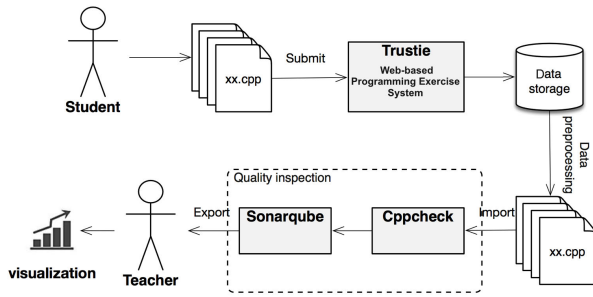 Student
xx.cpp
Submit
Trustie
Web-based
Programming Exercise
System
Data
storage
Data
preprocessing
xx.cpp
Import
Quality inspection
Cppcheck
Sonarqube
Export
Teacher
visualization